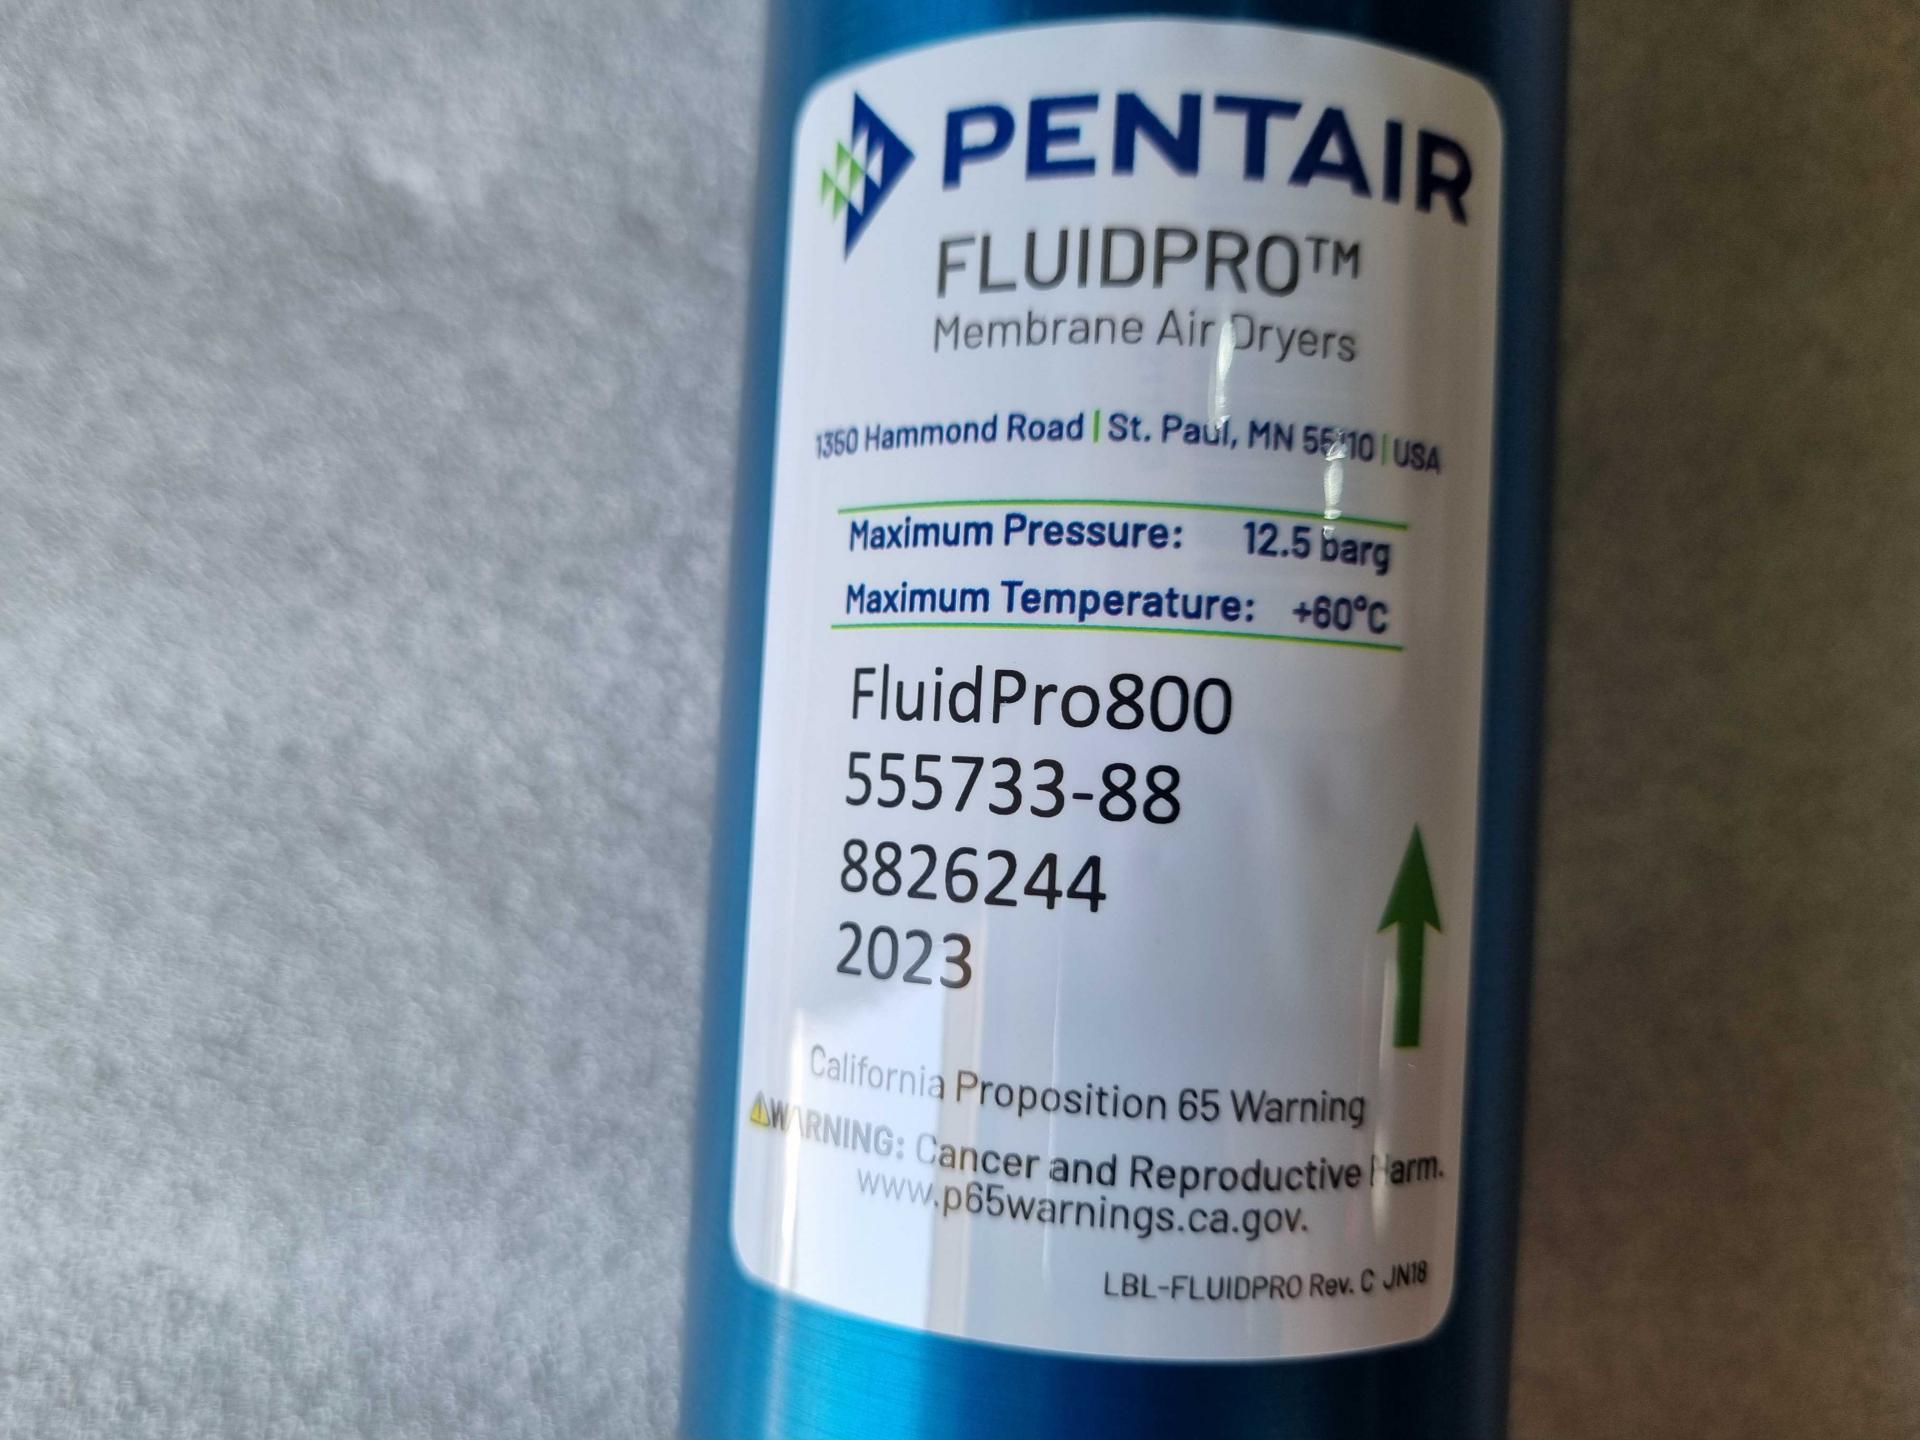 PENTAIR
FLUIDPRO™
Membrane Air Dryers
1350 Hammond Road | St. Paul, MN 55110 | USA
Maximum Pressure: 12.5 barg
Maximum Temperature: +60°C
FluidPro800
555733-88
8826244
2023
California Proposition 65 Warning
⚠WARNING: Cancer and Reproductive Harm.
www.p65warnings.ca.gov.
LBL-FLUIDPRO Rev. C JN18